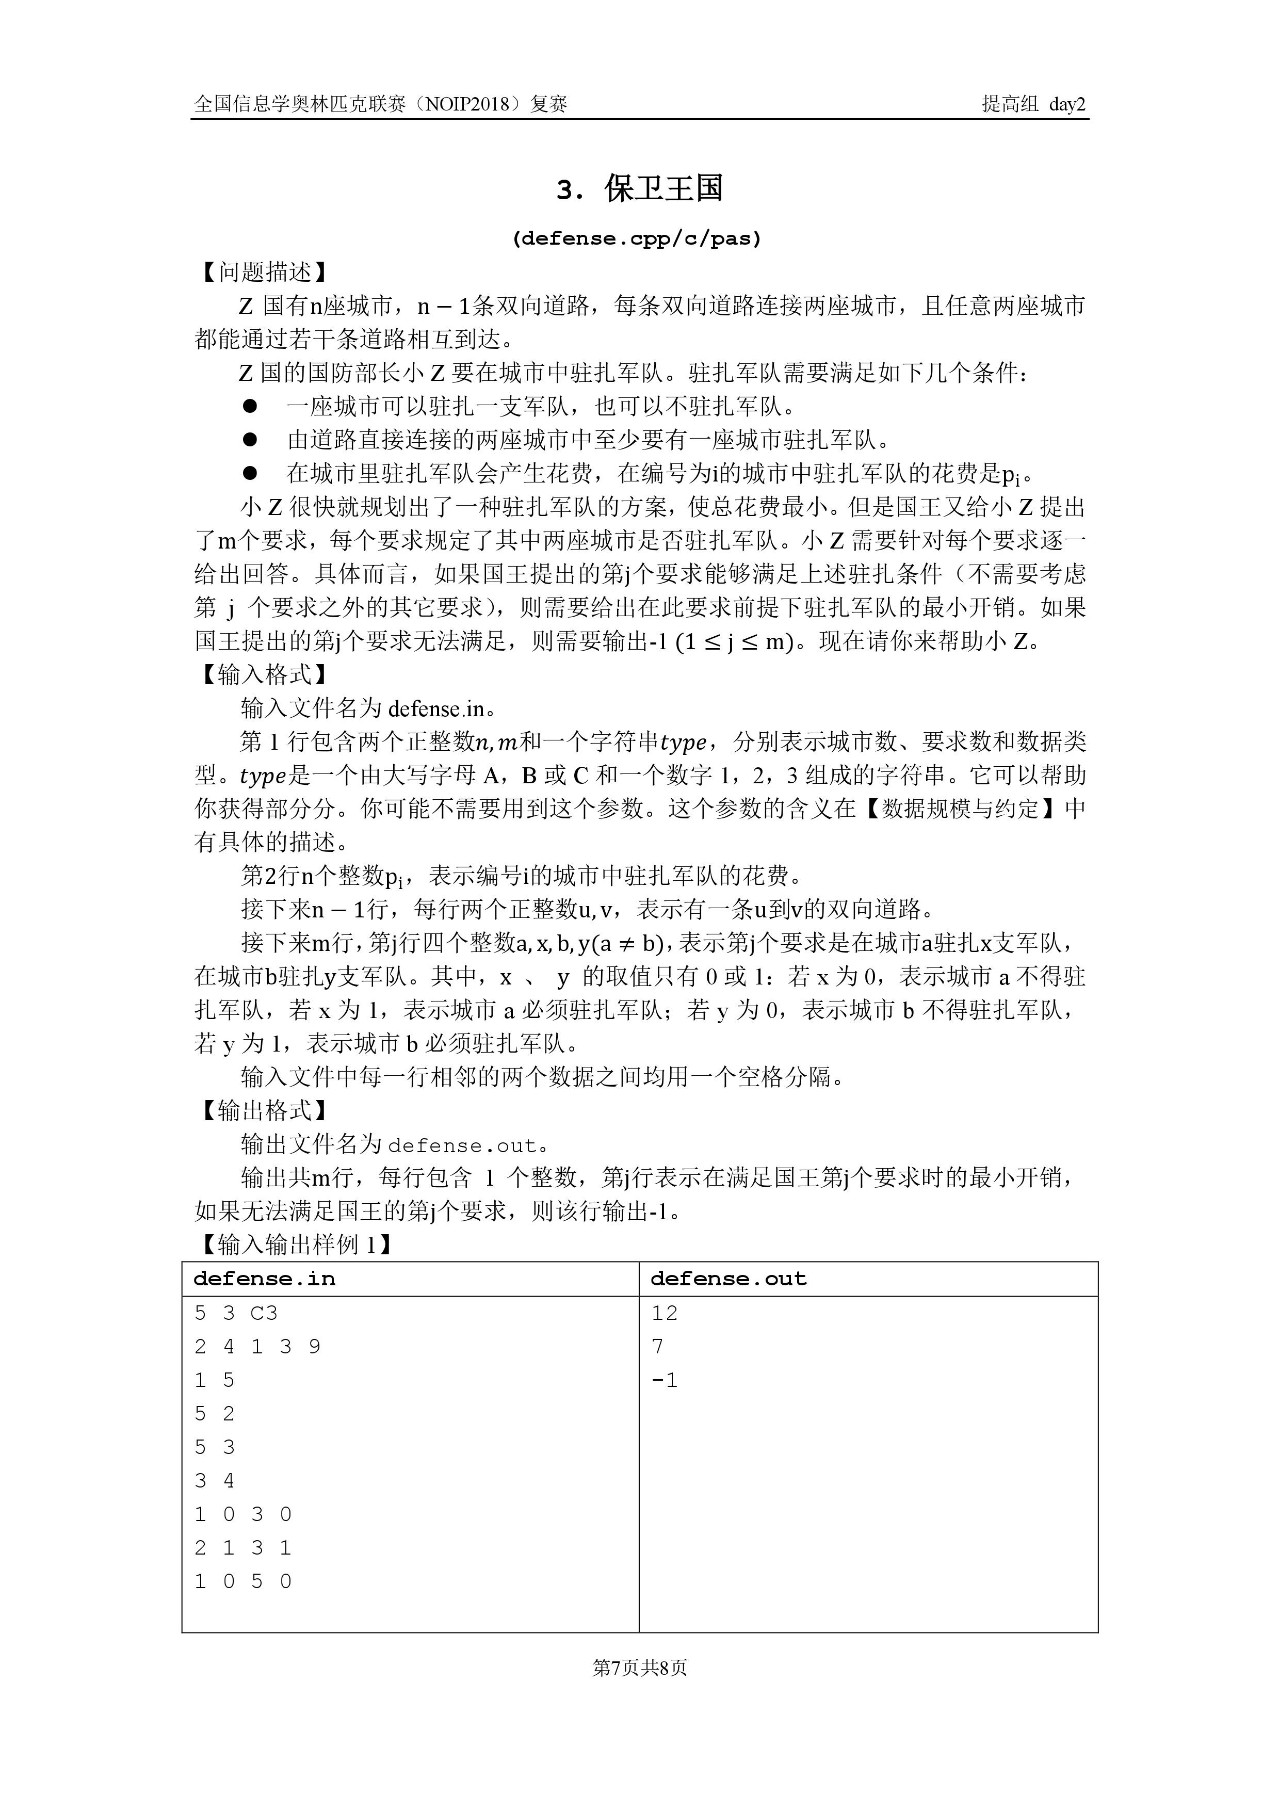 全国信息学奥林匹克联赛（NOIP2018）复赛 提高组 day2
3. 保卫王国
(defense.cpp/c/pas)
【问题描述】
Z 国有n座城市，n − 1条双向道路，每条双向道路连接两座城市，且任意两座城市
都能通过若干条道路相互到达。
Z 国的国防部长小 Z 要在城市中驻扎军队。驻扎军队需要满足如下几个条件：
● 一座城市可以驻扎一支军队，也可以不驻扎军队。
● 由道路直接连接的两座城市中至少要有一座城市驻扎军队。
● 在城市里驻扎军队会产生花费，在编号为i的城市中驻扎军队的花费是pᵢ。
小 Z 很快就规划出了一种驻扎军队的方案，使总花费最小。但是国王又给小 Z 提出
了m个要求，每个要求规定了其中两座城市是否驻扎军队。小 Z 需要针对每个要求逐一
给出回答。具体而言，如果国王提出的第j个要求能够满足上述驻扎条件（不需要考虑
第 j 个要求之外的其它要求），则需要给出在此要求前提下驻扎军队的最小开销。如果
国王提出的第j个要求无法满足，则需要输出-1 (1 ≤ j ≤ m)。现在请你来帮助小 Z。
【输入格式】
输入文件名为 defense.in。
第 1 行包含两个正整数n, m和一个字符串type，分别表示城市数、要求数和数据类
型。type是一个由大写字母 A，B 或 C 和一个数字 1，2，3 组成的字符串。它可以帮助
你获得部分分。你可能不需要用到这个参数。这个参数的含义在【数据规模与约定】中
有具体的描述。
第2行n个整数pᵢ，表示编号i的城市中驻扎军队的花费。
接下来n − 1行，每行两个正整数u, v，表示有一条u到v的双向道路。
接下来m行，第j行四个整数a, x, b, y(a ≠ b)，表示第j个要求是在城市a驻扎x支军队，
在城市b驻扎y支军队。其中，x 、 y 的取值只有 0 或 1：若 x 为 0，表示城市 a 不得驻
扎军队，若 x 为 1，表示城市 a 必须驻扎军队；若 y 为 0，表示城市 b 不得驻扎军队，
若 y 为 1，表示城市 b 必须驻扎军队。
输入文件中每一行相邻的两个数据之间均用一个空格分隔。
【输出格式】
输出文件名为 defense.out。
输出共m行，每行包含 1 个整数，第j行表示在满足国王第j个要求时的最小开销，
如果无法满足国王的第j个要求，则该行输出-1。
【输入输出样例 1】
defense.in defense.out
5 3 C3 12
2 4 1 3 9 7
1 5 -1
5 2
5 3
3 4
1 0 3 0
2 1 3 1
1 0 5 0
第7页共8页